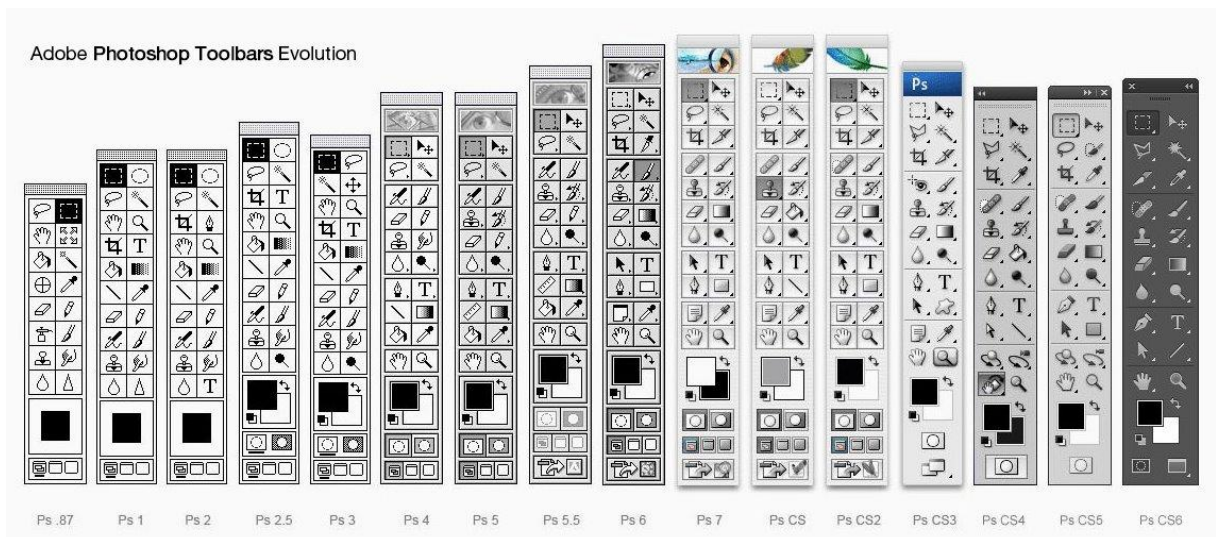 Adobe Photoshop Toolbars Evolution
Ps
Ps .87 Ps 1 Ps 2 Ps 2.5 Ps 3 Ps 4 Ps 5 Ps 5.5 Ps 6 Ps 7 Ps CS Ps CS2 Ps CS3 Ps CS4 Ps CS5 Ps CS6